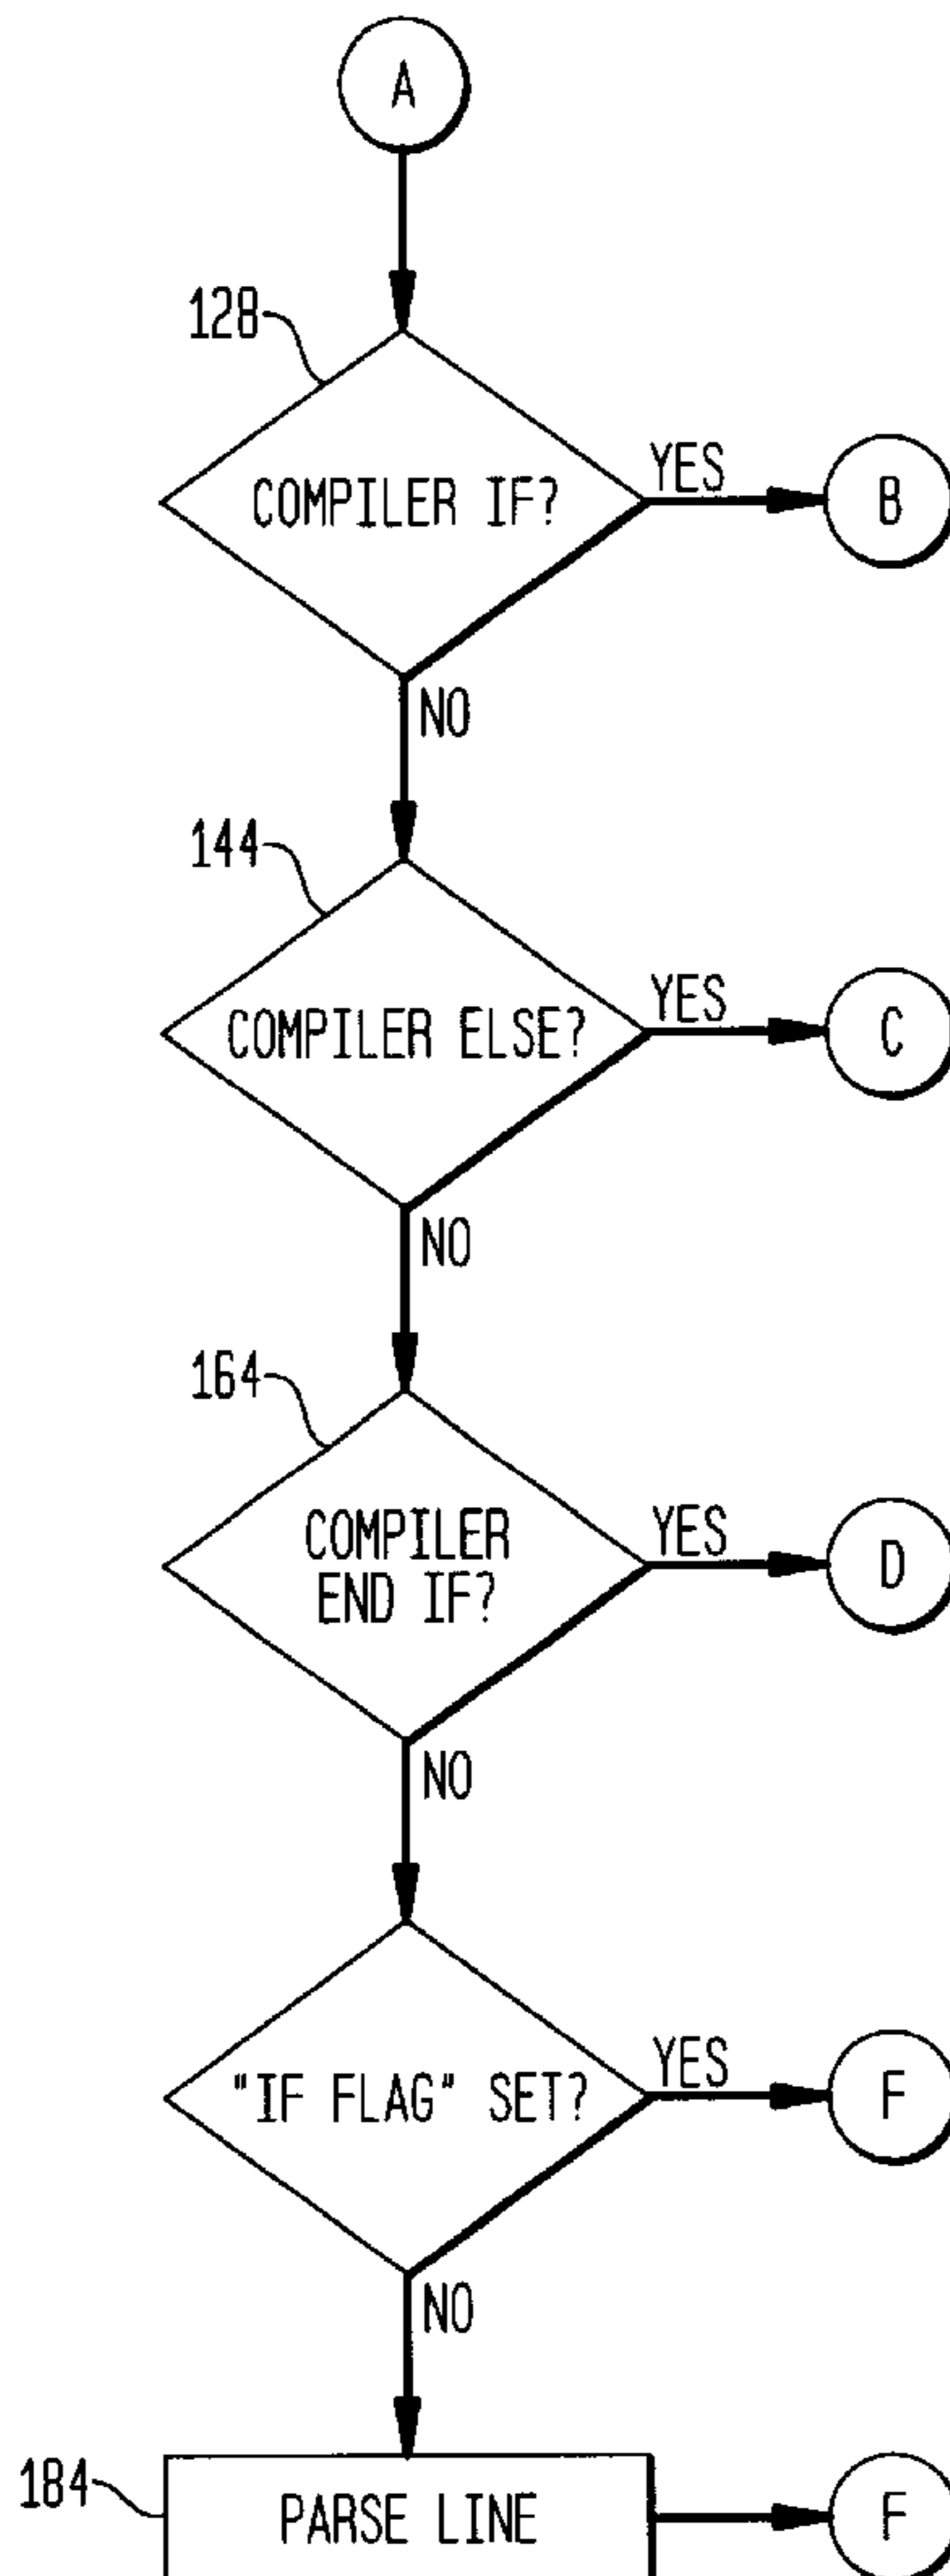 A
128
COMPILER IF?
YES
B
NO
144
COMPILER ELSE?
YES
C
NO
164
COMPILER
END IF?
YES
D
NO
"IF FLAG" SET?
YES
F
NO
184
PARSE LINE
F